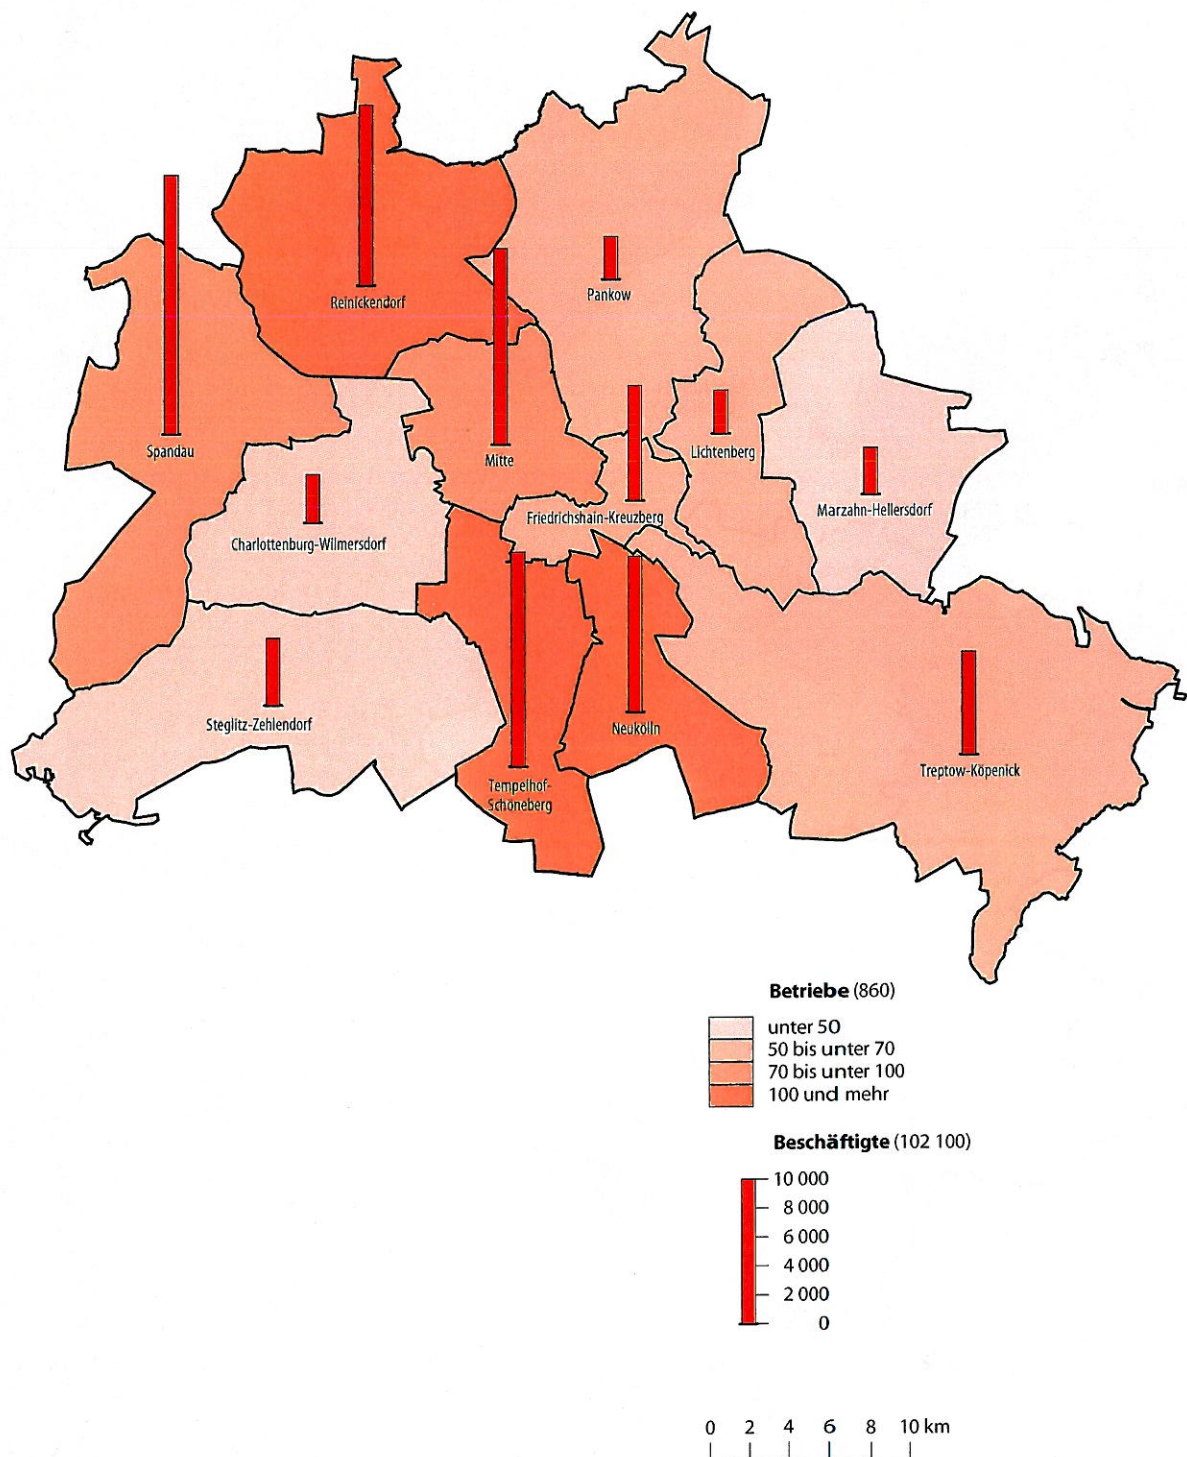 Reinickendorf
Pankow
Spandau
Mitte
Lichtenberg
Marzahn-Hellersdorf
Friedrichshain-Kreuzberg
Charlottenburg-Wilmersdorf
Steglitz-Zehlendorf
Neukölln
Treptow-Köpenick
Tempelhof-
Schöneberg
Betriebe (860)
unter 50
50 bis unter 70
70 bis unter 100
100 und mehr
Beschäftigte (102 100)
10 000
8 000
6 000
4 000
2 000
0
0 2 4 6 8 10 km